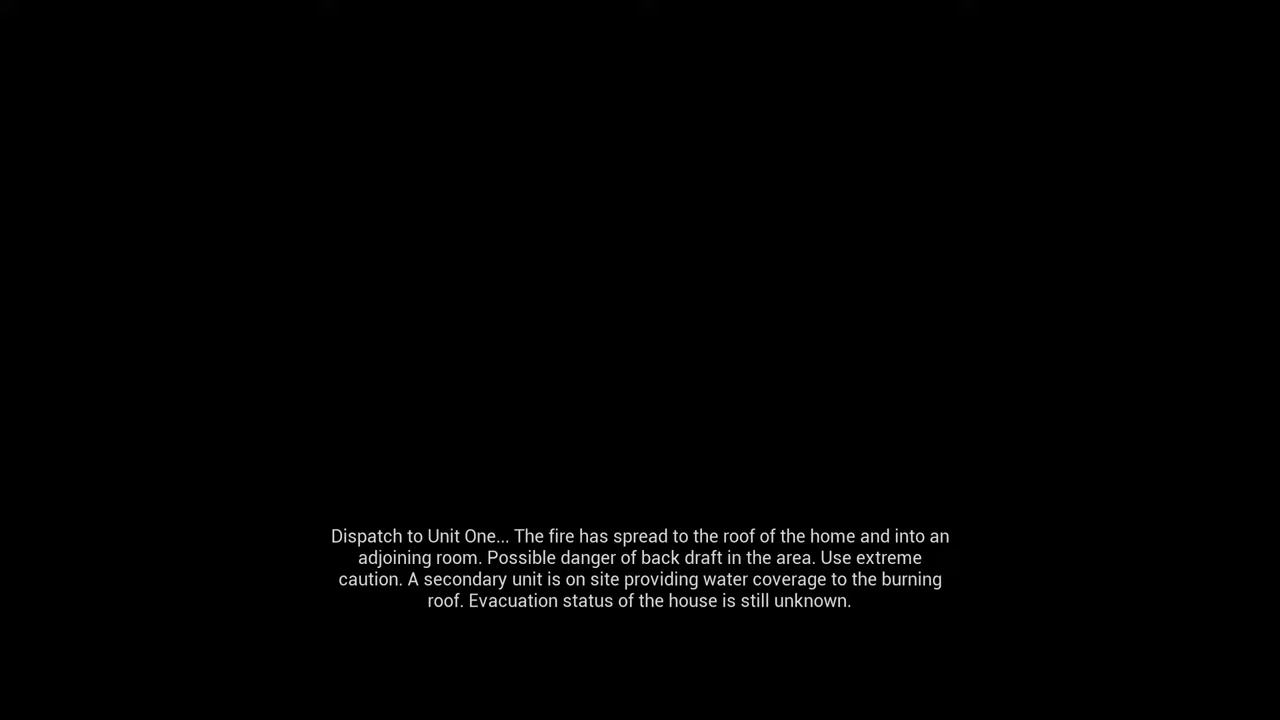 Dispatch to Unit One... The fire has spread to the roof of the home and into an
adjoining room. Possible danger of back draft in the area. Use extreme
caution. A secondary unit is on site providing water coverage to the burning
roof. Evacuation status of the house is still unknown.